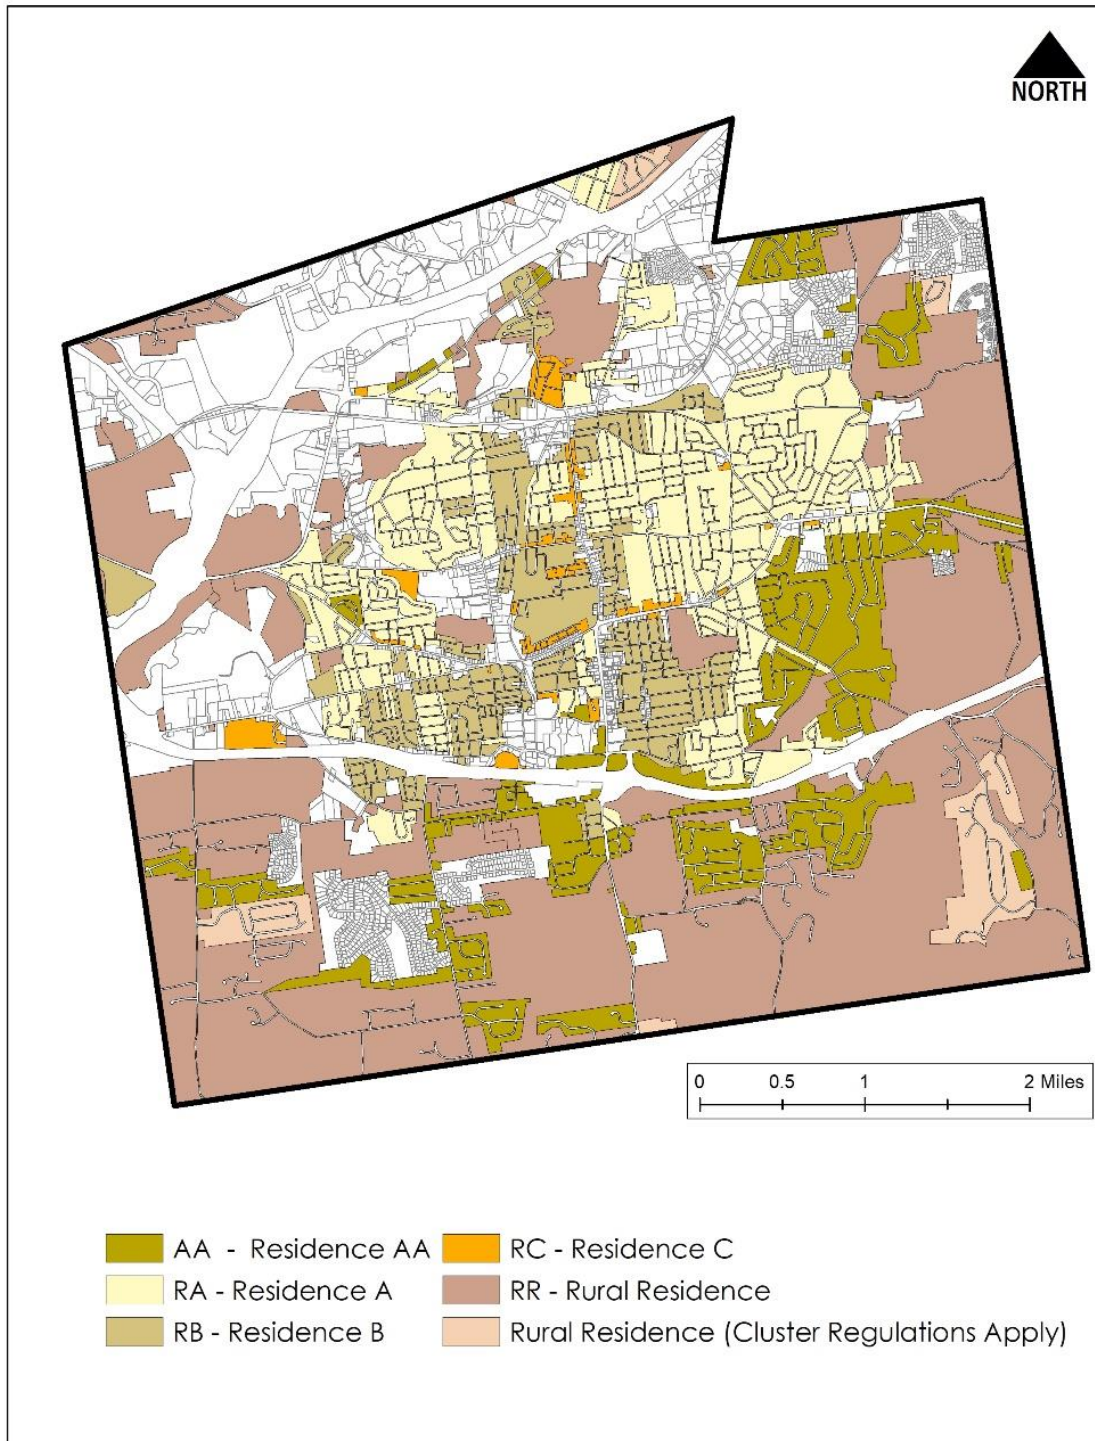 NORTH
0 0.5 1 2 Miles
AA - Residence AA
RC - Residence C
RA - Residence A
RR - Rural Residence
RB - Residence B
Rural Residence (Cluster Regulations Apply)